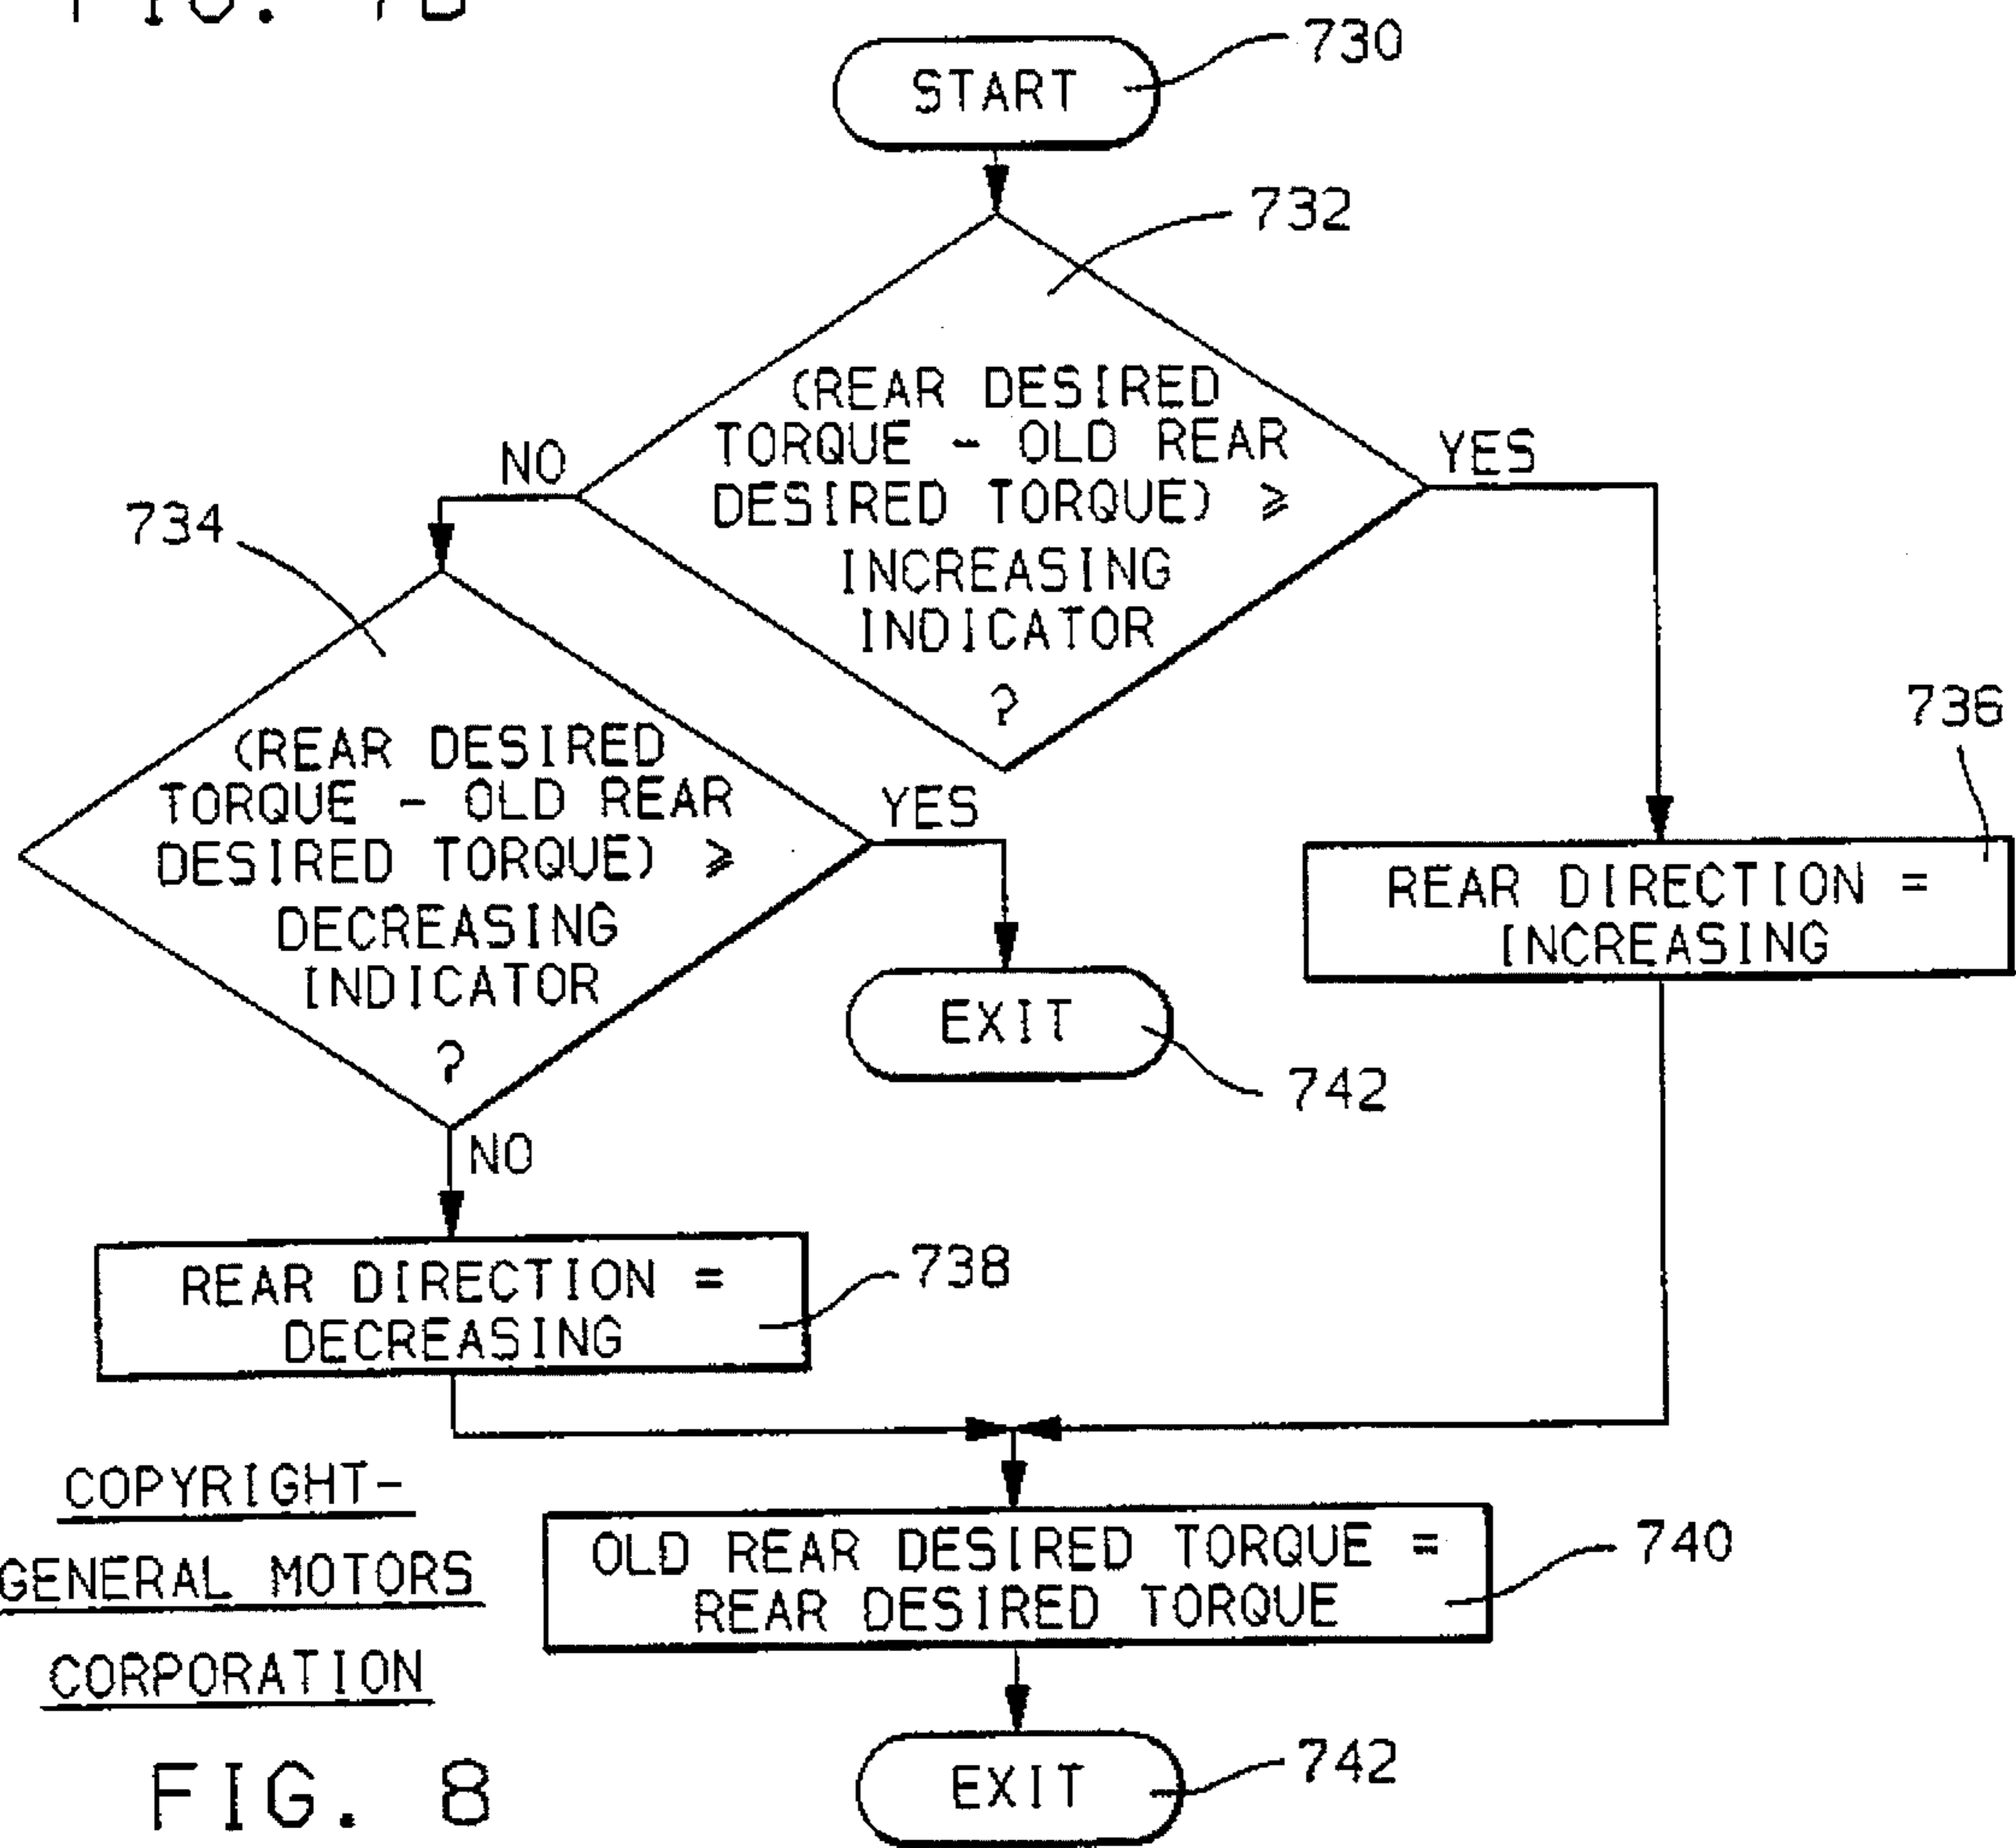 FIG. 7B
730
START
732
(REAR DESIRED
TORQUE - OLD REAR
DESIRED TORQUE) ⩾
INCREASING
INDICATOR
?
NO
YES
734
(REAR DESIRED
TORQUE - OLD REAR
DESIRED TORQUE) ⩾
DECREASING
INDICATOR
?
YES
736
REAR DIRECTION =
INCREASING
EXIT
742
NO
REAR DIRECTION =
DECREASING
738
COPYRIGHT-
GENERAL MOTORS
CORPORATION
OLD REAR DESIRED TORQUE =
REAR DESIRED TORQUE
740
EXIT
742
FIG. 8